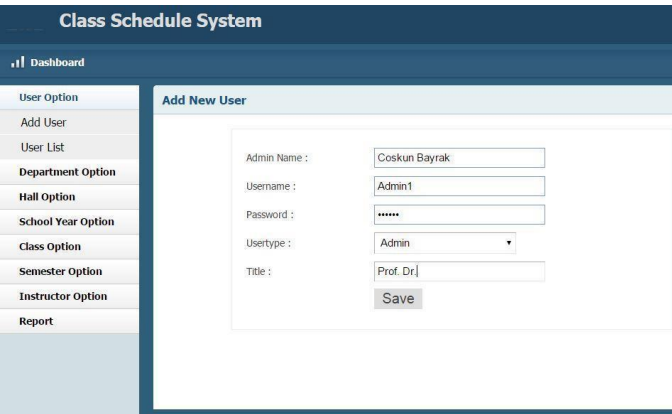 Class Schedule System
Dashboard
User Option
Add User
User List
Department Option
Hall Option
School Year Option
Class Option
Semester Option
Instructor Option
Report
Add New User
Admin Name : Coskun Bayrak
Username : Admin1
Password : ••••••
Usertype : Admin
Title : Prof. Dr.
Save